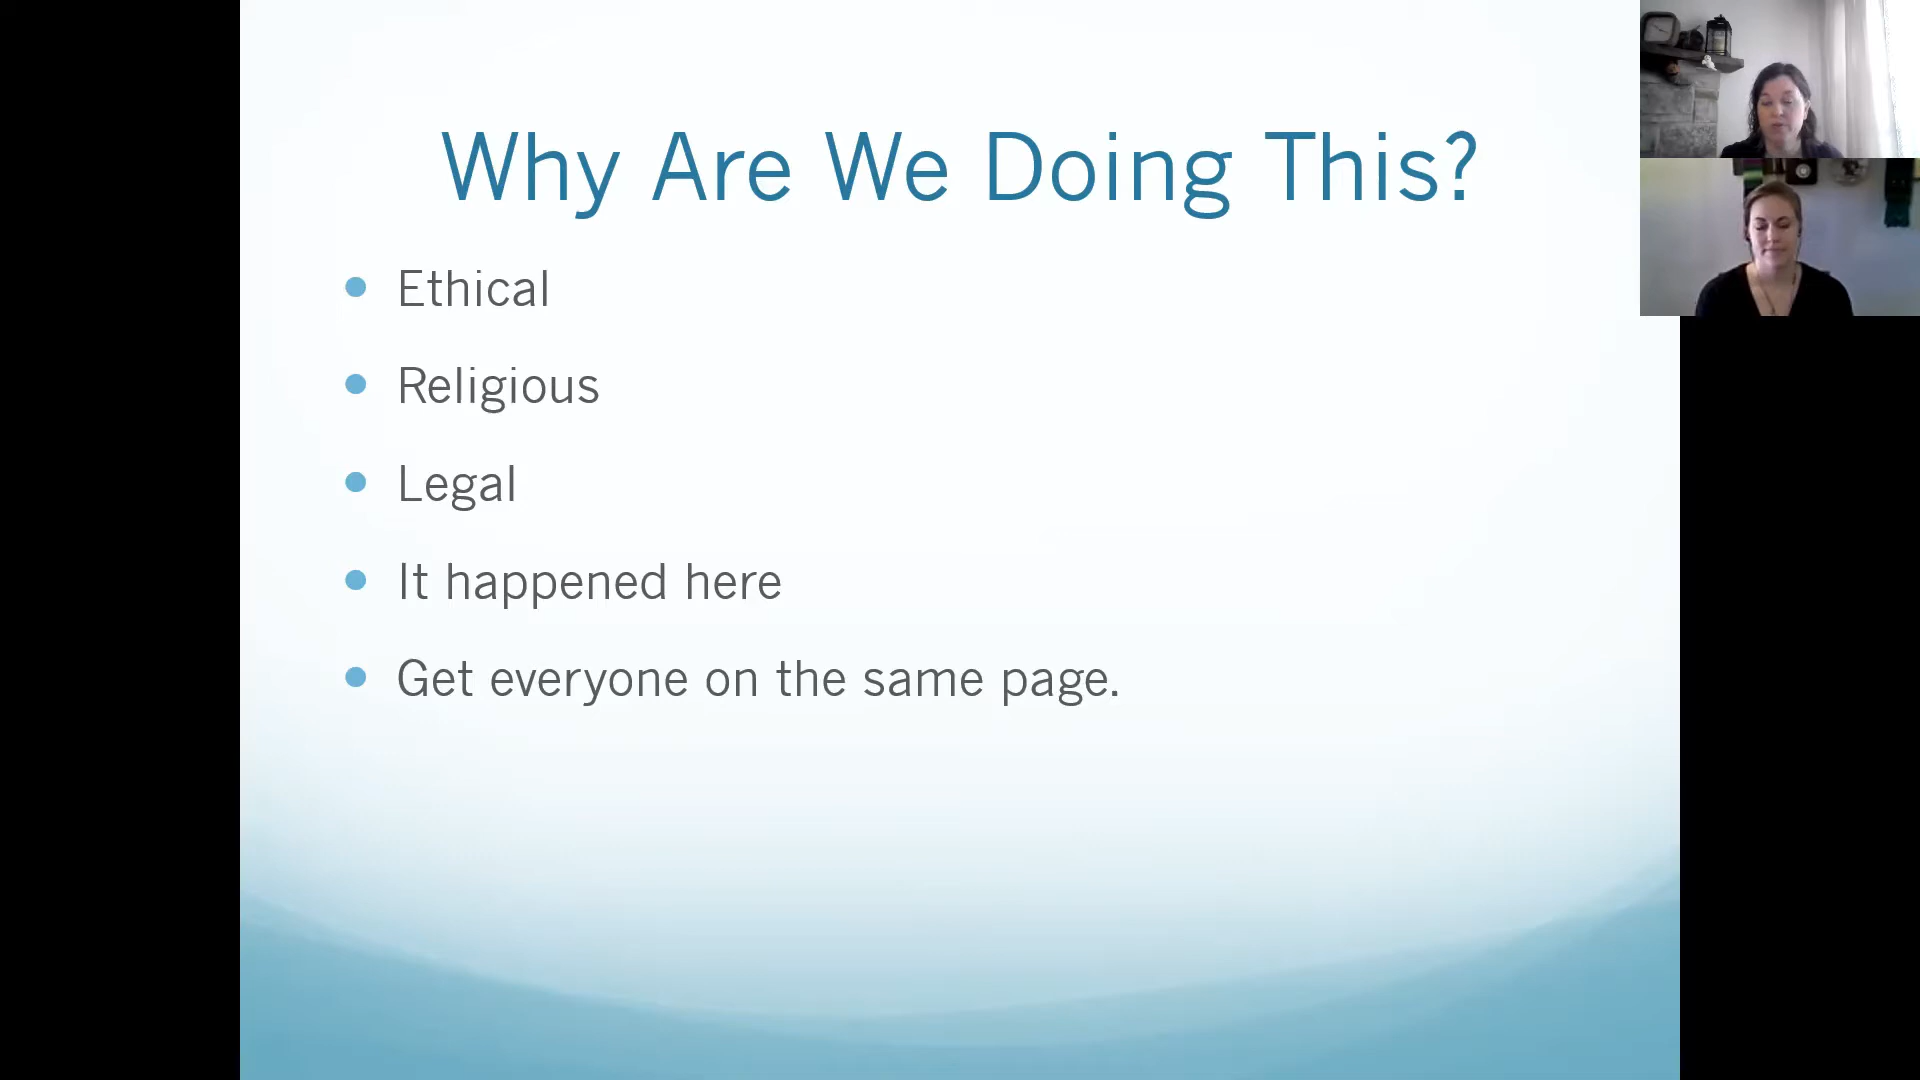 Why Are We Doing This?
Ethical
Religious
Legal
It happened here
Get everyone on the same page.